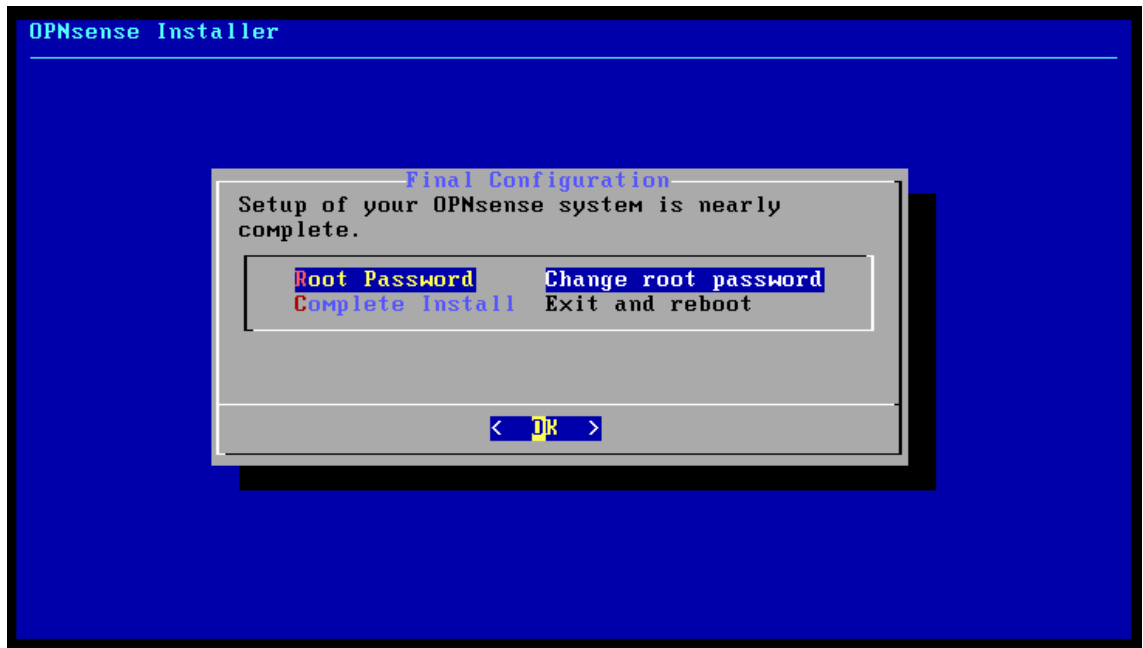 OPNsense Installer
Final Configuration
Setup of your OPNsense system is nearly
complete.
Root Password Change root password
Complete Install Exit and reboot
< OK >